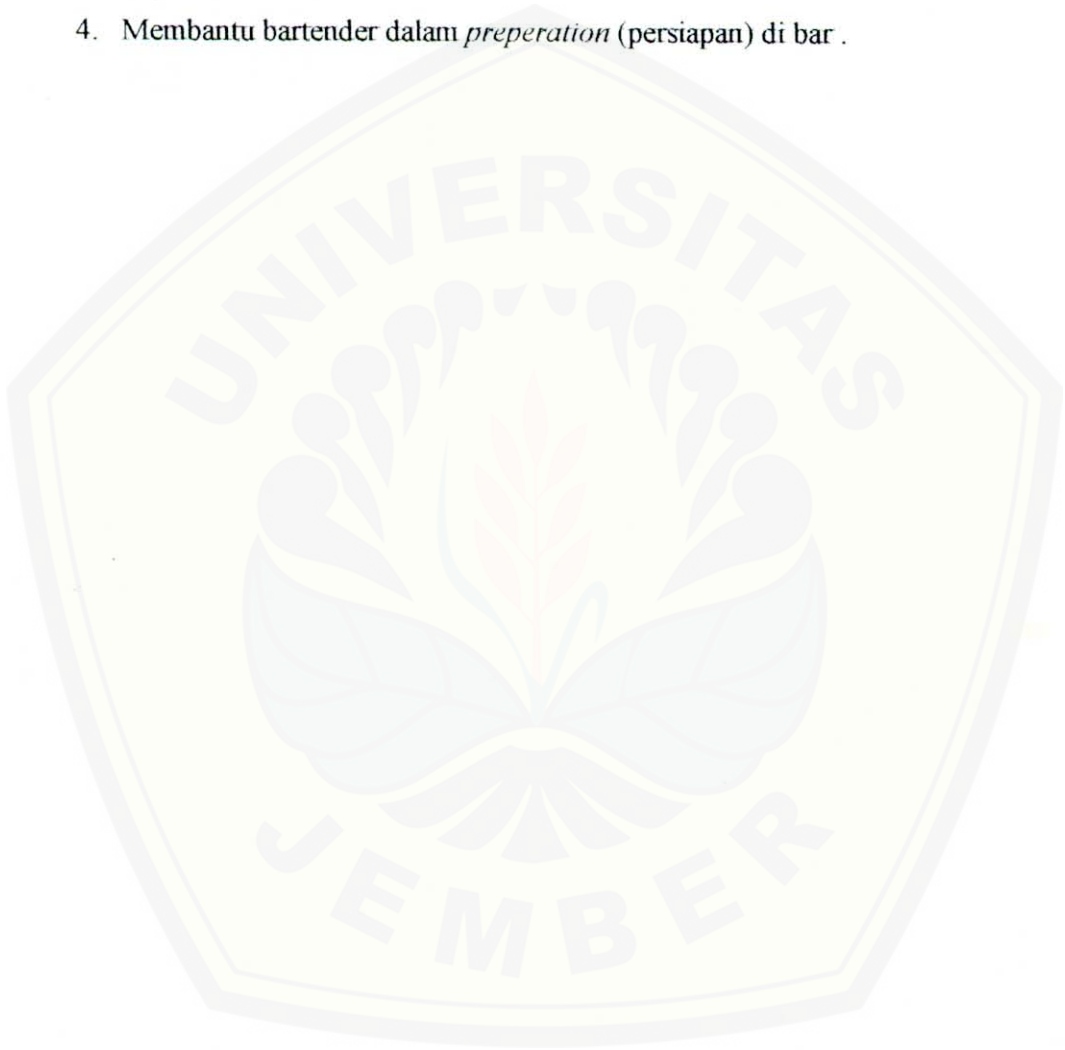 4. Membantu bartender dalam preperation (persiapan) di bar .
UNIVERSITAS
JEMBER